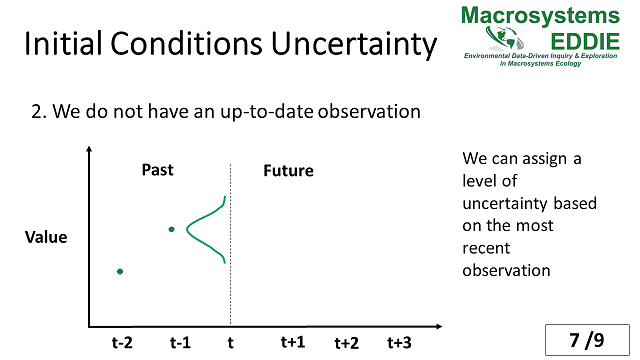 Initial Conditions Uncertainty
Macrosystems
EDDIE
Environmental Data-Driven Inquiry & Exploration
in Macrosystems Ecology
2. We do not have an up-to-date observation
Past
Future
Value
t-2
t-1
t
t+1
t+2
t+3
We can assign a
level of
uncertainty based
on the most
recent
observation
7 /9